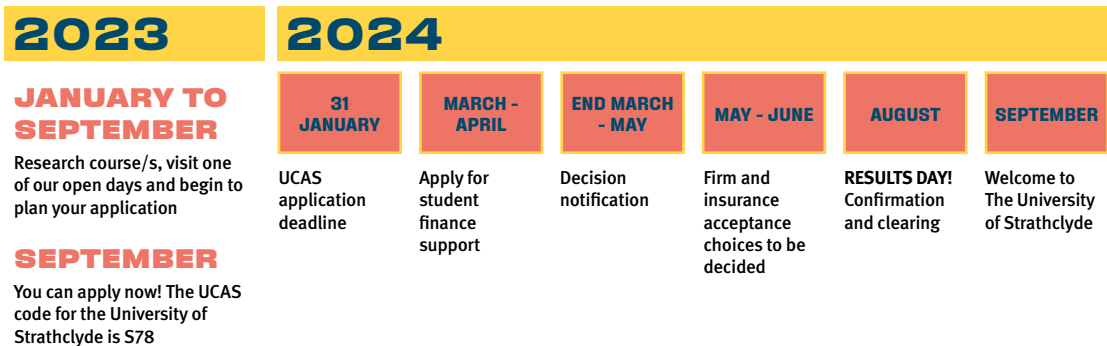 2023
JANUARY TO
SEPTEMBER
Research course/s, visit one
of our open days and begin to
plan your application
SEPTEMBER
You can apply now! The UCAS
code for the University of
Strathclyde is S78
2024
31
JANUARY
UCAS
application
deadline
MARCH -
APRIL
Apply for
student
finance
support
END MARCH
- MAY
Decision
notification
MAY - JUNE
Firm and
insurance
acceptance
choices to be
decided
AUGUST
RESULTS DAY!
Confirmation
and clearing
SEPTEMBER
Welcome to
The University
of Strathclyde